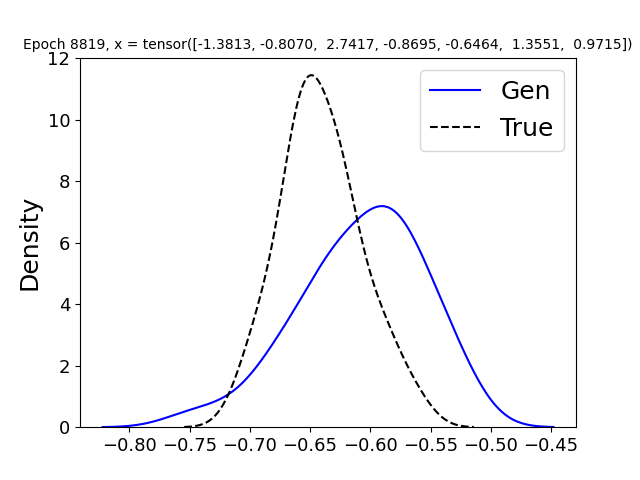 Epoch 8819, x = tensor([-1.3813, -0.8070,  2.7417, -0.8695, -0.6464,  1.3551,  0.9715])
12
10
8
6
4
2
0
Density
Gen
True
−0.80 −0.75 −0.70 −0.65 −0.60 −0.55 −0.50 −0.45